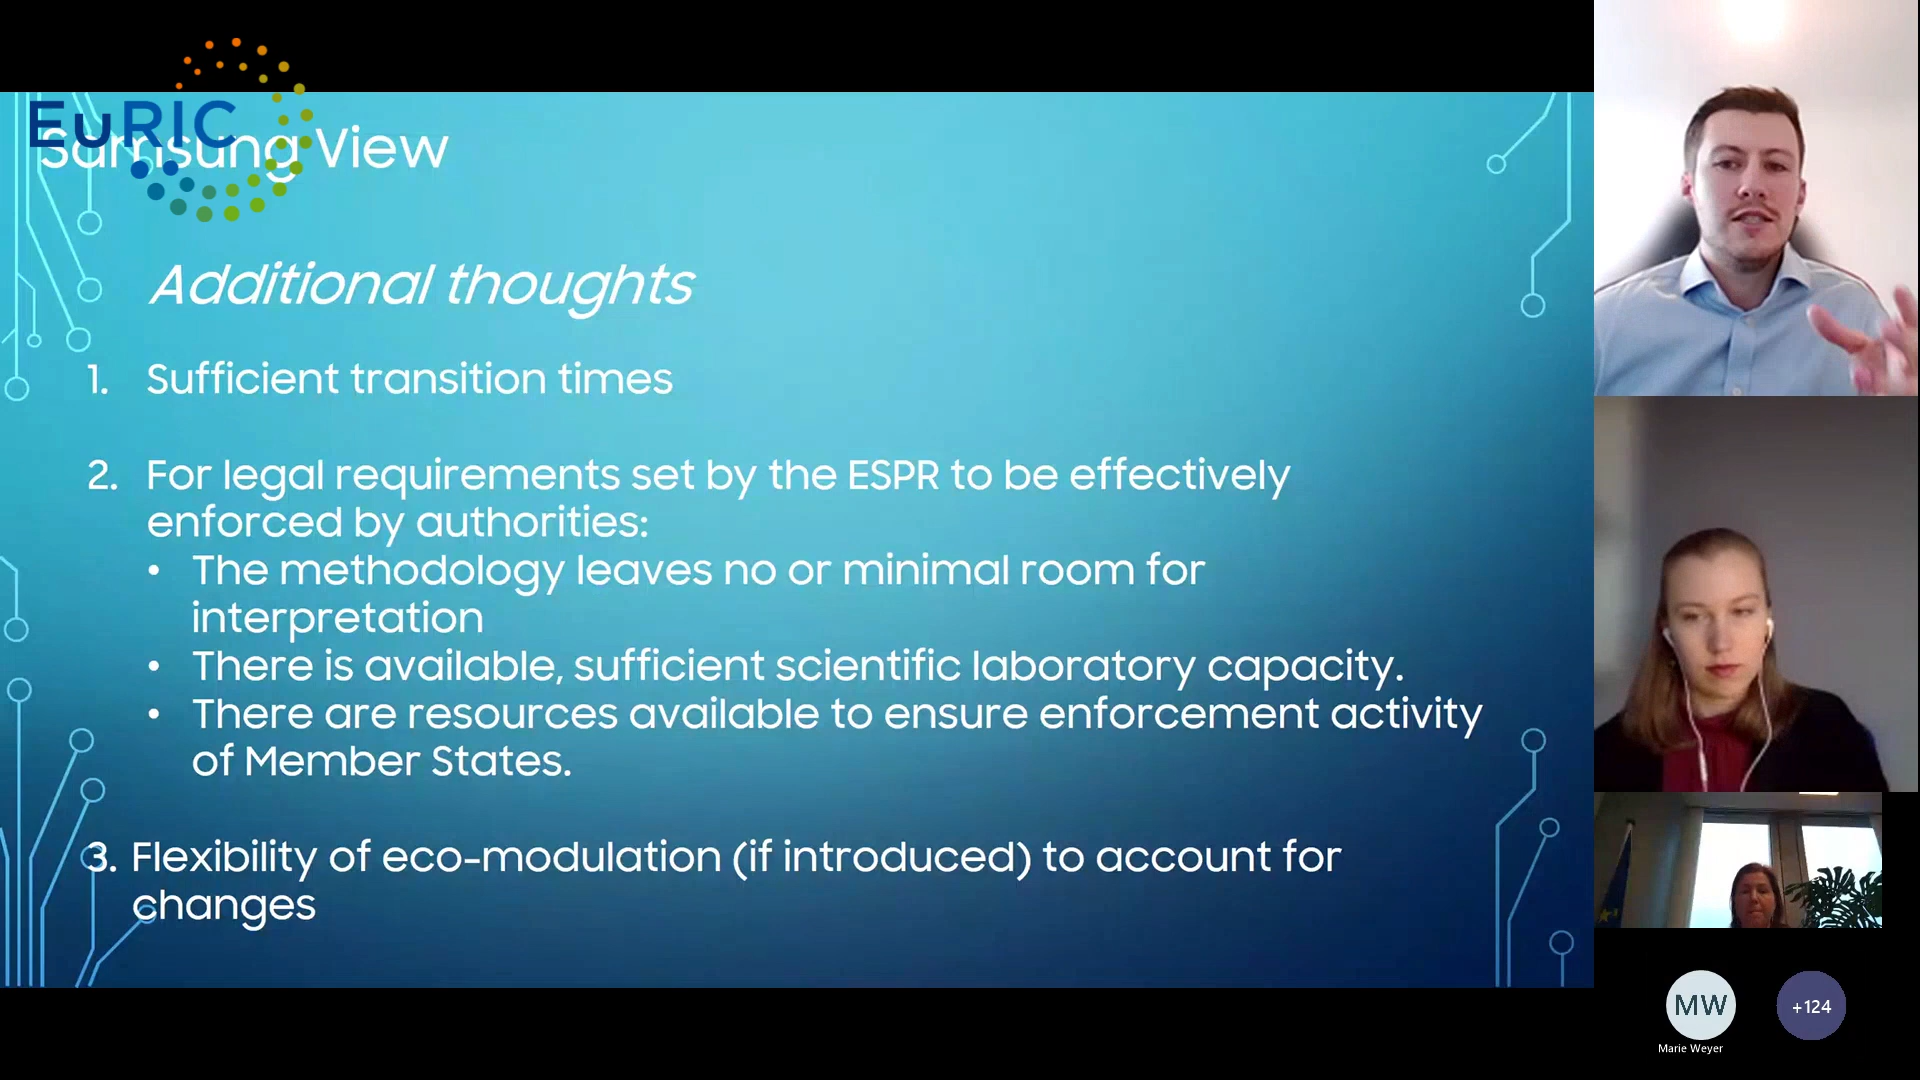 EuRIC
Samsung View
Additional thoughts
1. Sufficient transition times
2. For legal requirements set by the ESPR to be effectively
enforced by authorities:
• The methodology leaves no or minimal room for
interpretation
• There is available, sufficient scientific laboratory capacity.
• There are resources available to ensure enforcement activity
of Member States.
3. Flexibility of eco-modulation (if introduced) to account for
changes
MW
+124
Marie Weyer